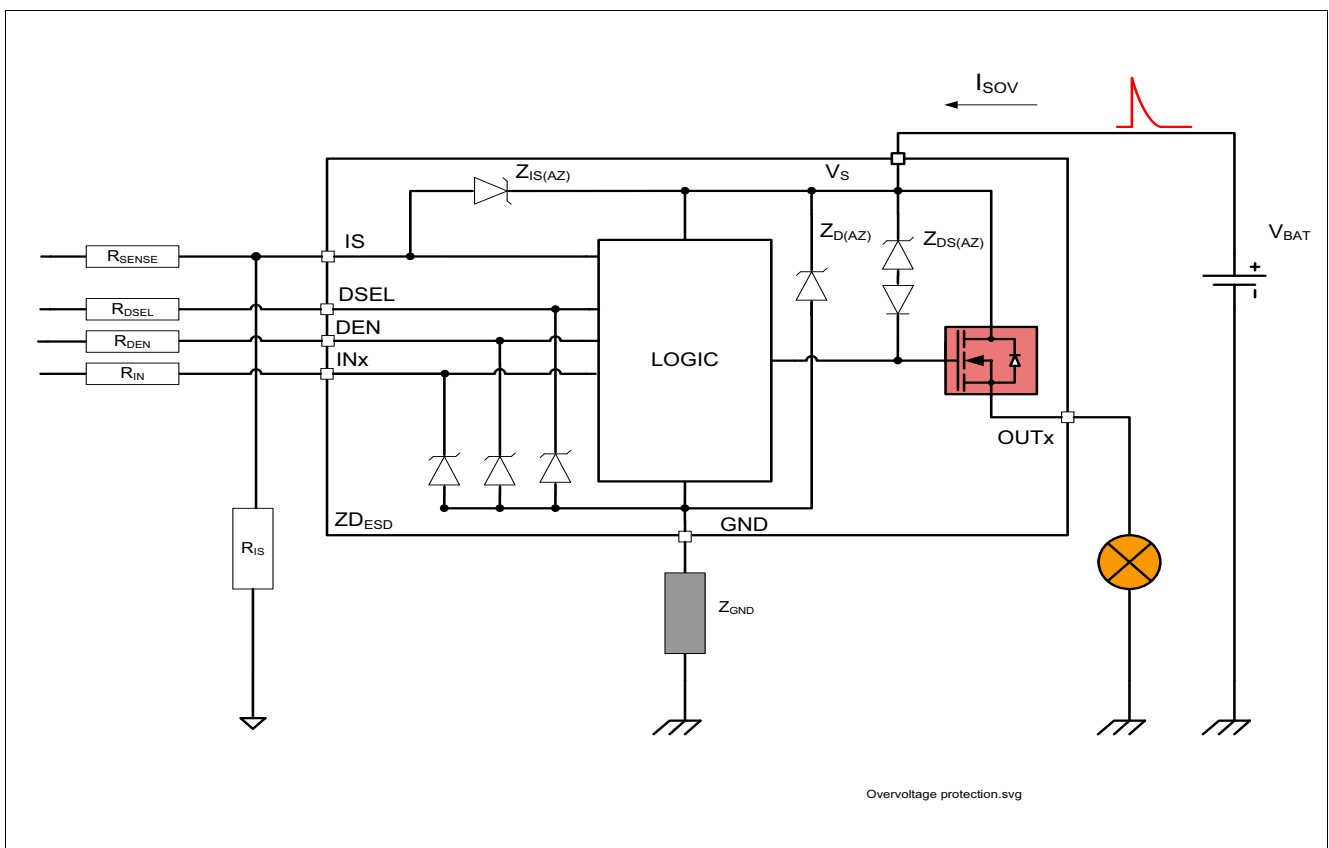 I_SOV
Z_IS(AZ)
V_S
IS
Z_D(AZ)
Z_DS(AZ)
V_BAT
R_SENSE
+
DSEL
-
R_DSEL
DEN
R_DEN
INx
LOGIC
R_IN
OUTx
ZD_ESD
GND
R_IS
Z_GND
Overvoltage protection.svg